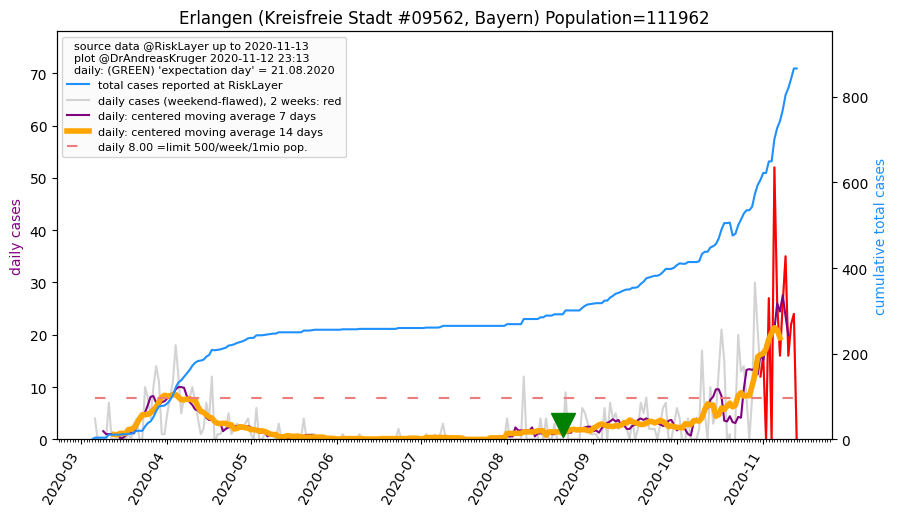 Erlangen (Kreisfreie Stadt #09562, Bayern) Population=111962
source data @RiskLayer up to 2020-11-13
plot @DrAndreasKruger 2020-11-12 23:13
daily: (GREEN) 'expectation day' = 21.08.2020
total cases reported at RiskLayer
daily cases (weekend-flawed), 2 weeks: red
daily: centered moving average 7 days
daily: centered moving average 14 days
daily 8.00 =limit 500/week/1mio pop.
daily cases
70
60
50
40
30
20
10
0
cumulative total cases
800
600
400
200
0
2020-03
2020-04
2020-05
2020-06
2020-07
2020-08
2020-09
2020-10
2020-11